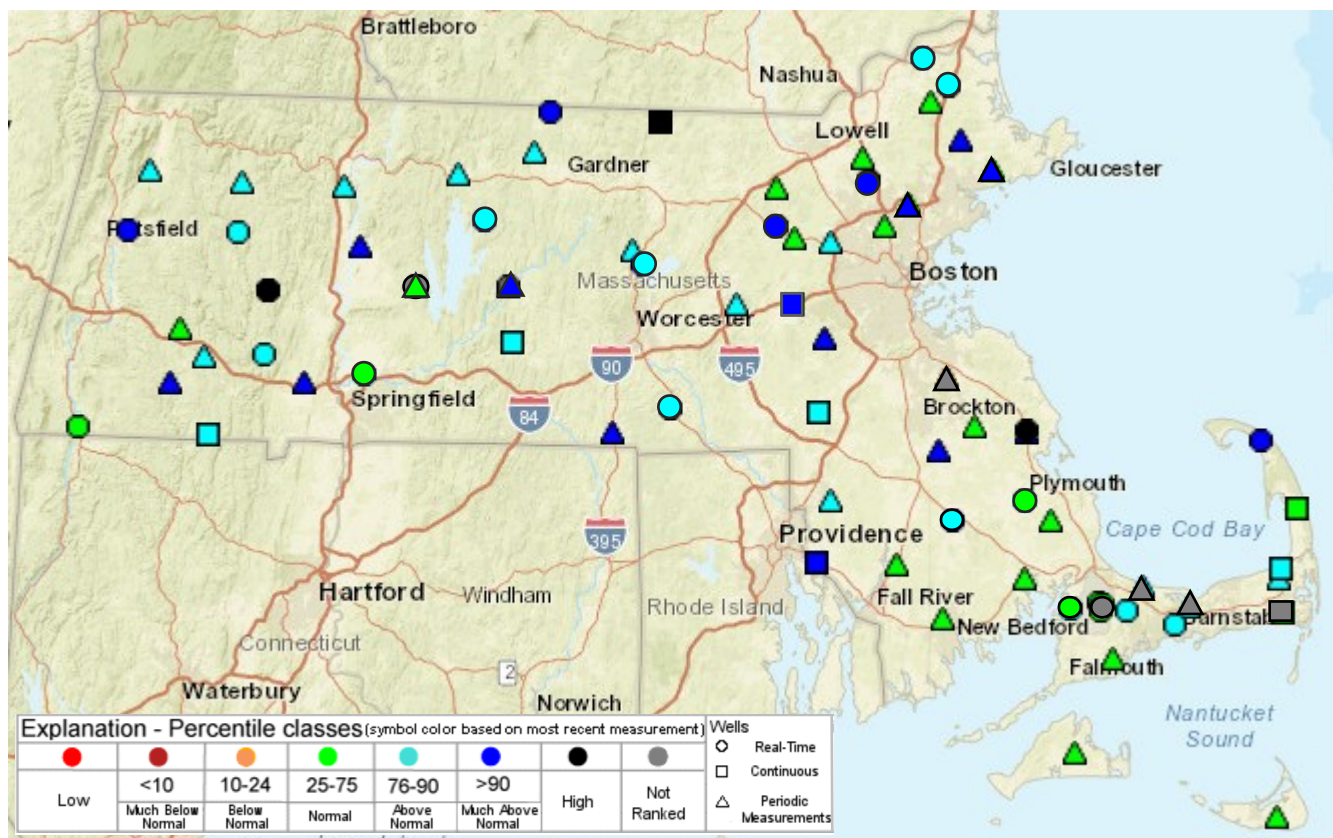 Brattleboro
Nashua
Lowell
Gardner
Gloucester
Pittsfield
Boston
Massachusetts
Worcester
90
495
Springfield
84
Brockton
Plymouth
Cape Cod Bay
Providence
395
Hartford
Windham
Rhode Island
Fall River
New Bedford
Barnstab
Connecticut
Falmouth
2
Waterbury
Norwich
Nantucket
Sound
Explanation - Percentile classes (symbol color based on most recent measurement)
Wells
Real-Time
Continuous
Periodic
Measurements
<10 10-24 25-75 76-90 >90
Low Much Below Normal Below Normal Normal Above Normal Much Above Normal High Not Ranked